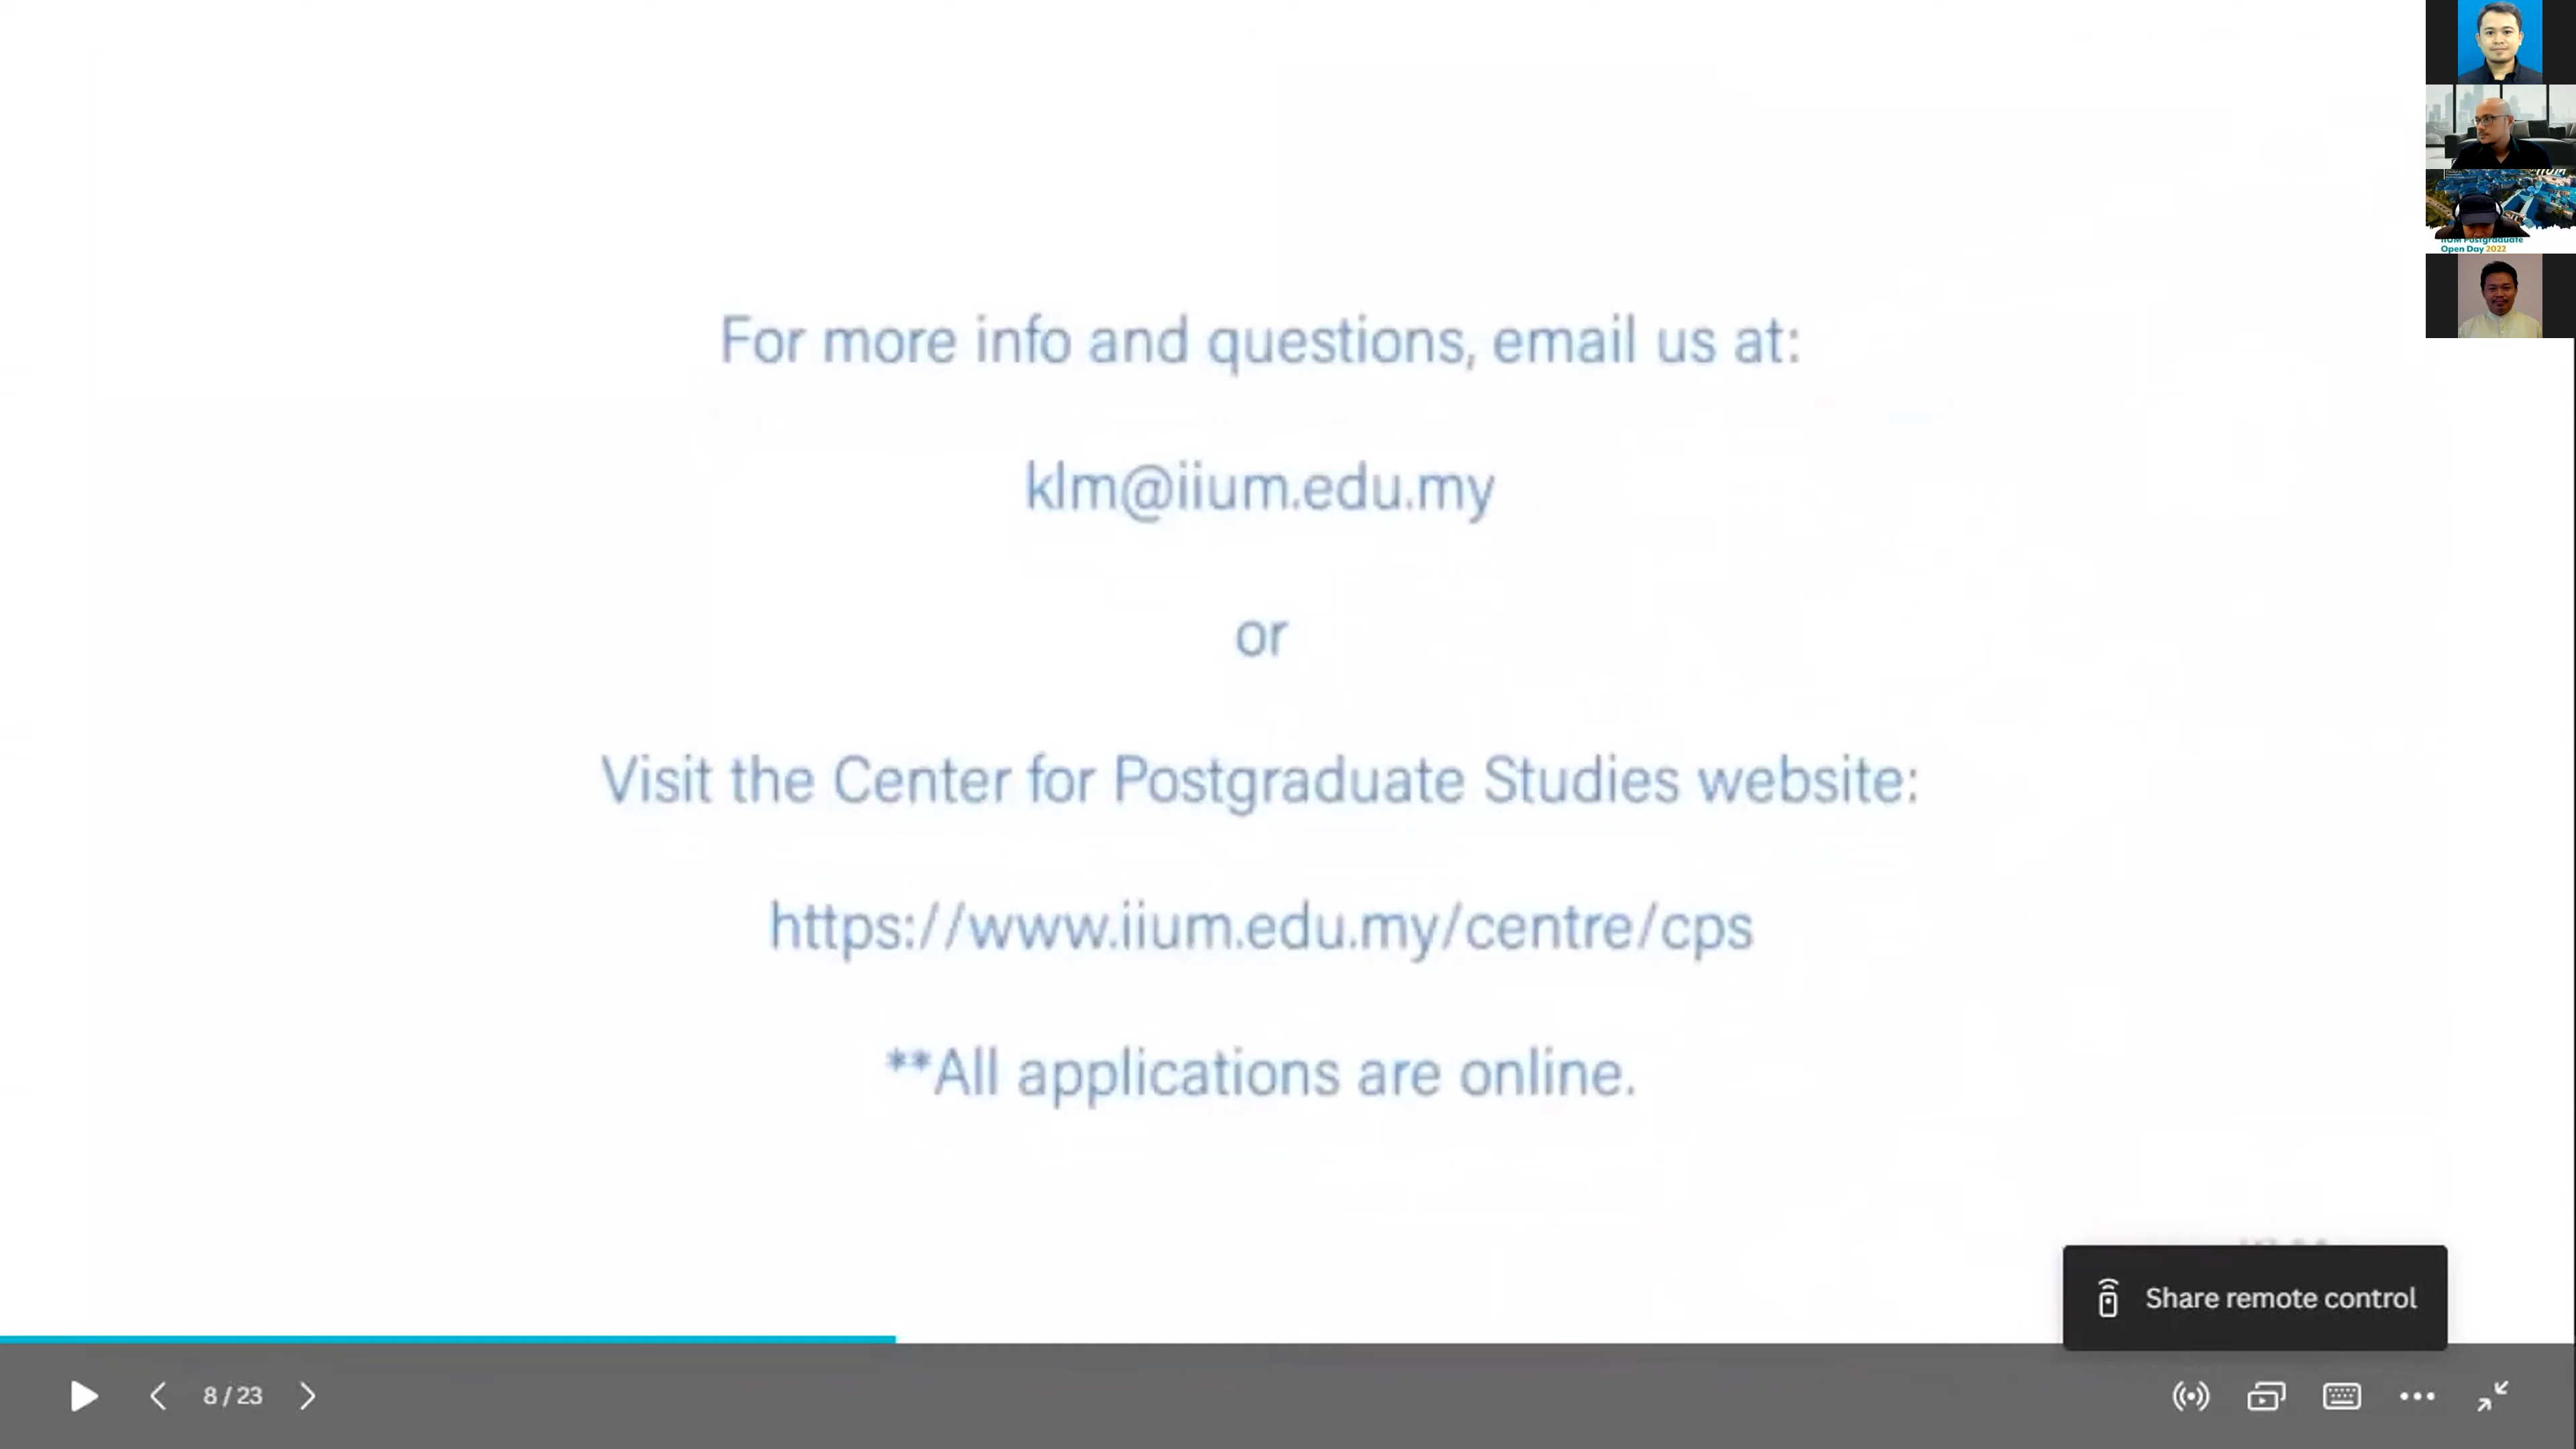 For more info and questions, email us at:
klm@iium.edu.my
or
Visit the Center for Postgraduate Studies website:
https://www.iium.edu.my/centre/cps
**All applications are online.
IIUM Postgraduate
Open Day 2022
Share remote control
8 / 23